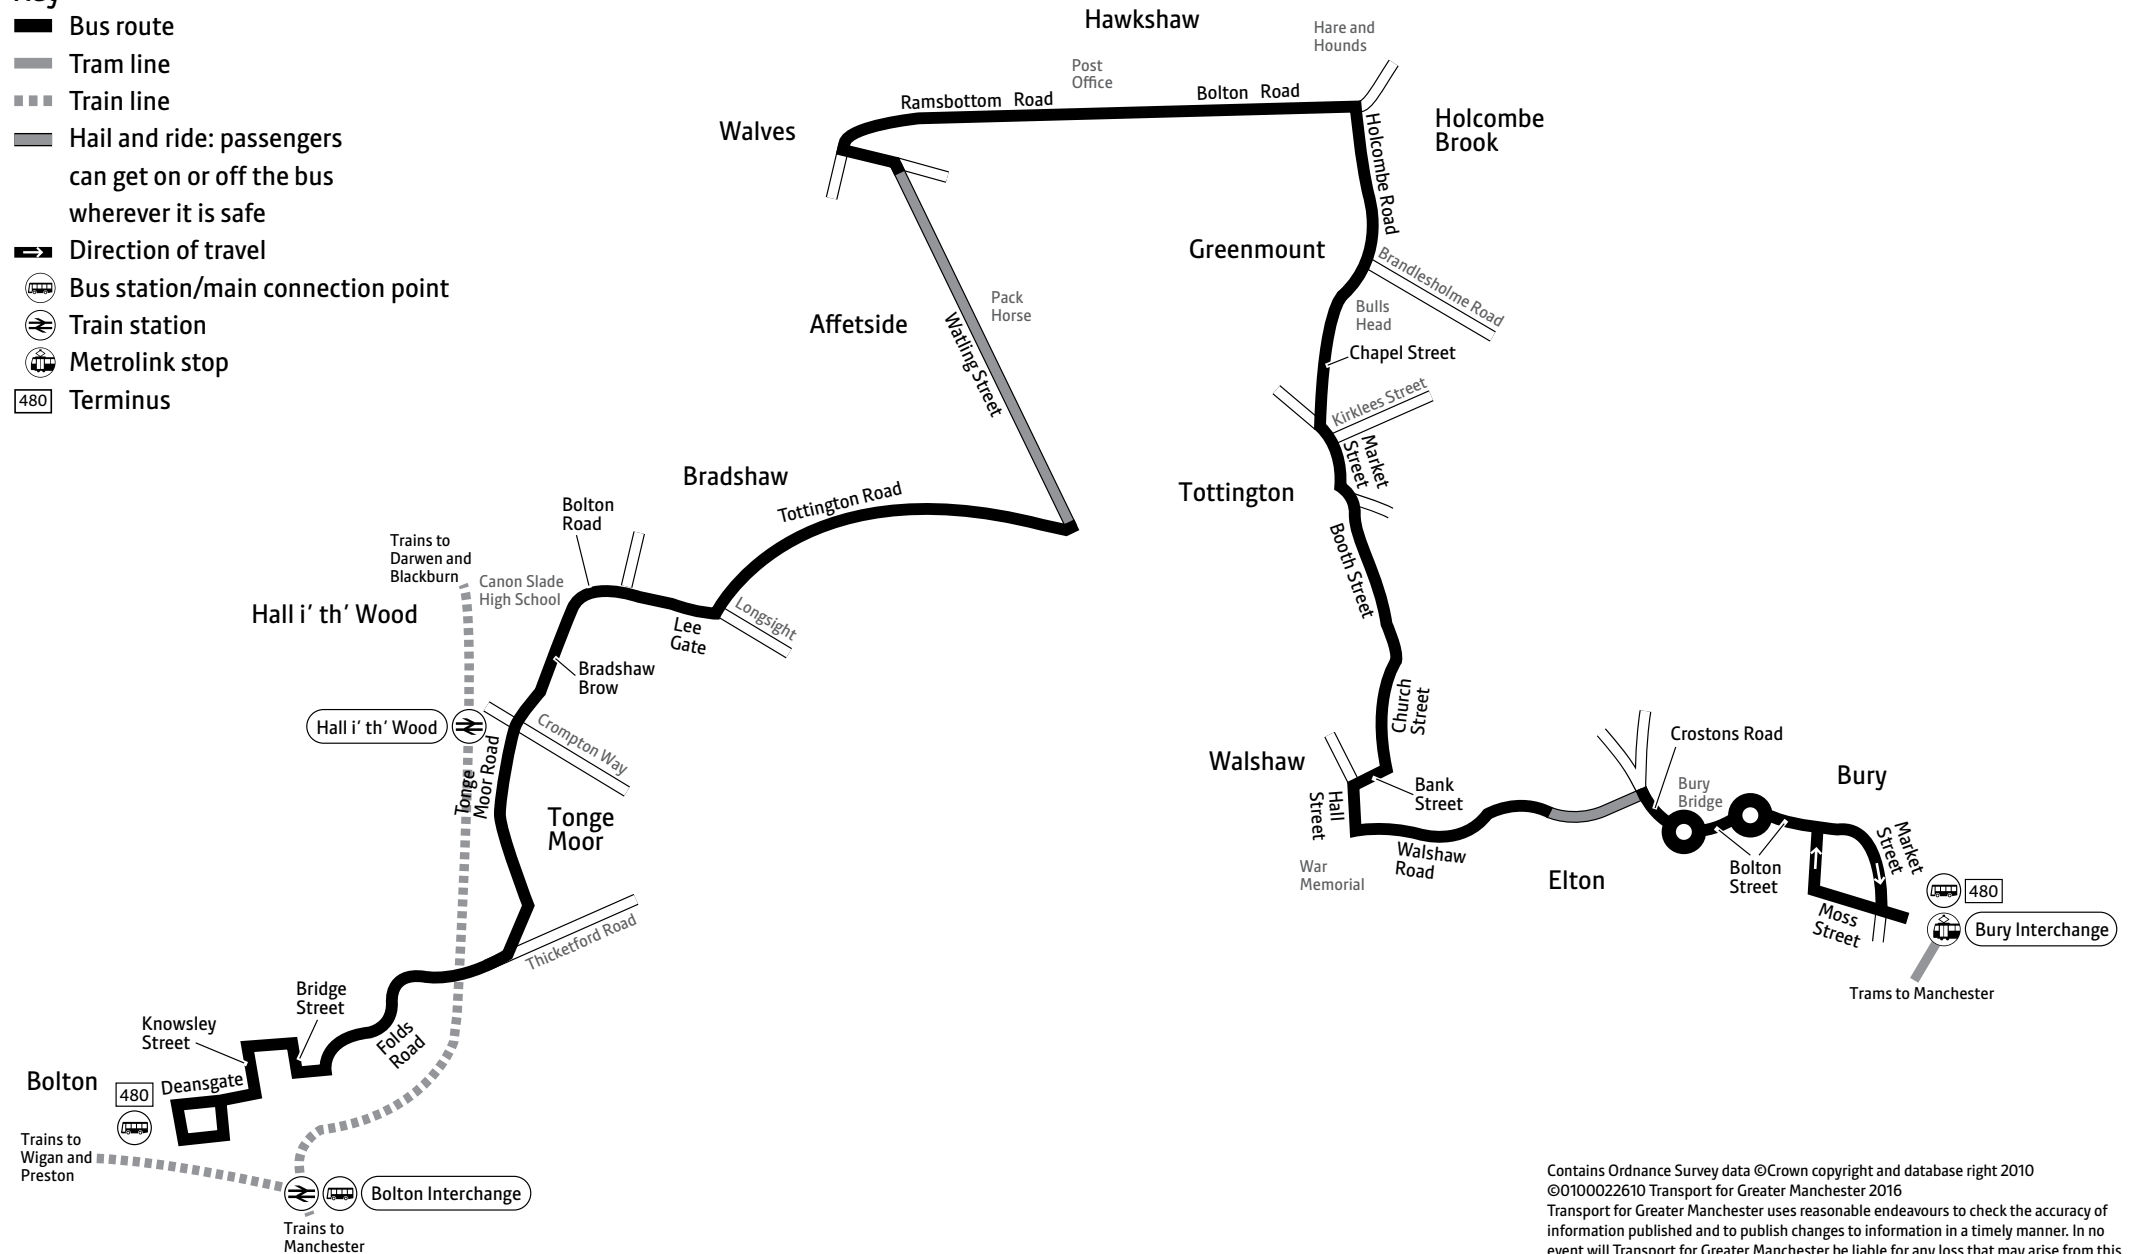 Key
Bus route
Tram line
Train line
Hail and ride: passengers
can get on or off the bus
wherever it is safe
Direction of travel
Bus station/main connection point
Train station
Metrolink stop
480 Terminus
Hawkshaw
Hare and
Hounds
Post
Office
Ramsbottom Road
Bolton Road
Walves
Holcombe
Brook
Holcombe Road
Greenmount
Brandlesholme Road
Pack
Horse
Bulls
Head
Affetside
Watling Street
Chapel Street
Kirklees Street
Market
Street
Tottington
Booth Street
Bradshaw
Tottington Road
Bolton
Road
Trains to
Darwen and
Blackburn
Canon Slade
High School
Hall i' th' Wood
Longsight
Lee
Gate
Bradshaw
Brow
Hall i' th' Wood
Crompton Way
Tonge
Moor Road
Tonge
Moor
Thicketford Road
Church
Street
Walshaw
Bank
Street
Hall
Street
War
Memorial
Walshaw
Road
Elton
Crostons Road
Bury
Bridge
Bury
Bolton
Street
Market
Street
Moss
Street
480
Bury Interchange
Trams to Manchester
Bridge
Street
Knowsley
Street
Folds
Road
Bolton
480
Deansgate
Trains to
Wigan and
Preston
Bolton Interchange
Trains to
Manchester
Contains Ordnance Survey data ©Crown copyright and database right 2010
©0100022610 Transport for Greater Manchester 2016
Transport for Greater Manchester uses reasonable endeavours to check the accuracy of
information published and to publish changes to information in a timely manner. In no
event will Transport for Greater Manchester be liable for any loss that may arise from this